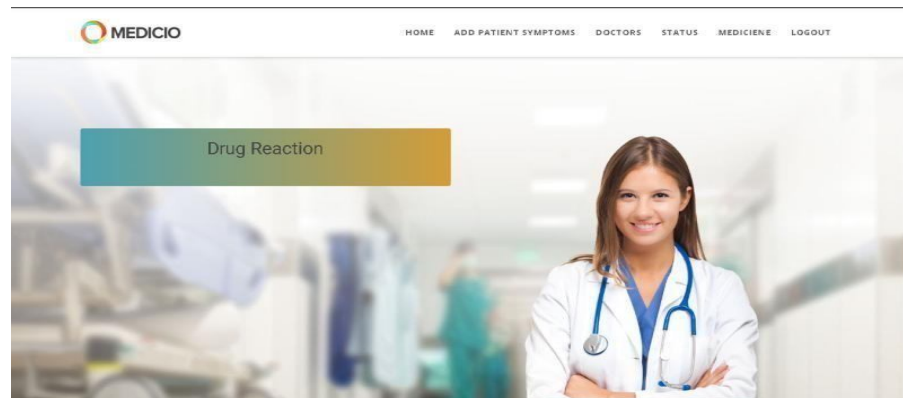 MEDICIO
HOME ADD PATIENT SYMPTOMS DOCTORS STATUS MEDICIENE LOGOUT
Drug Reaction